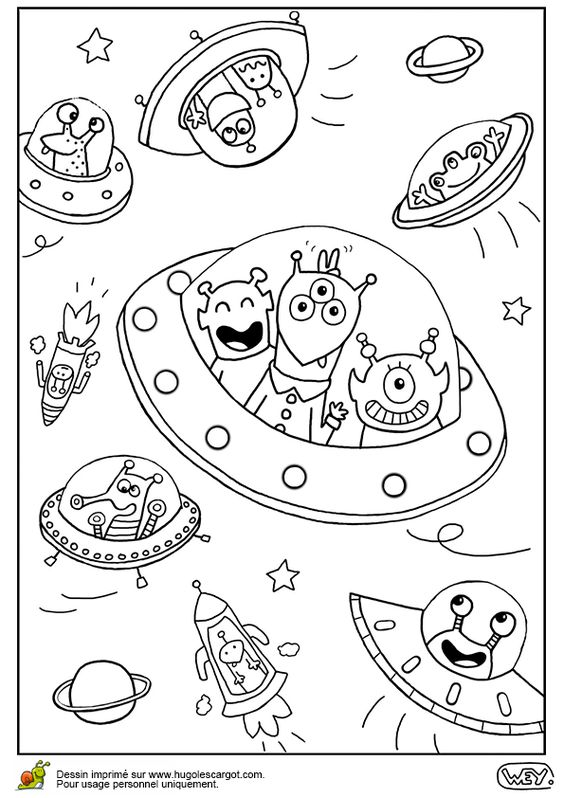 Dessin imprimé sur www.hugolescargot.com.
Pour usage personnel uniquement.
WEY.